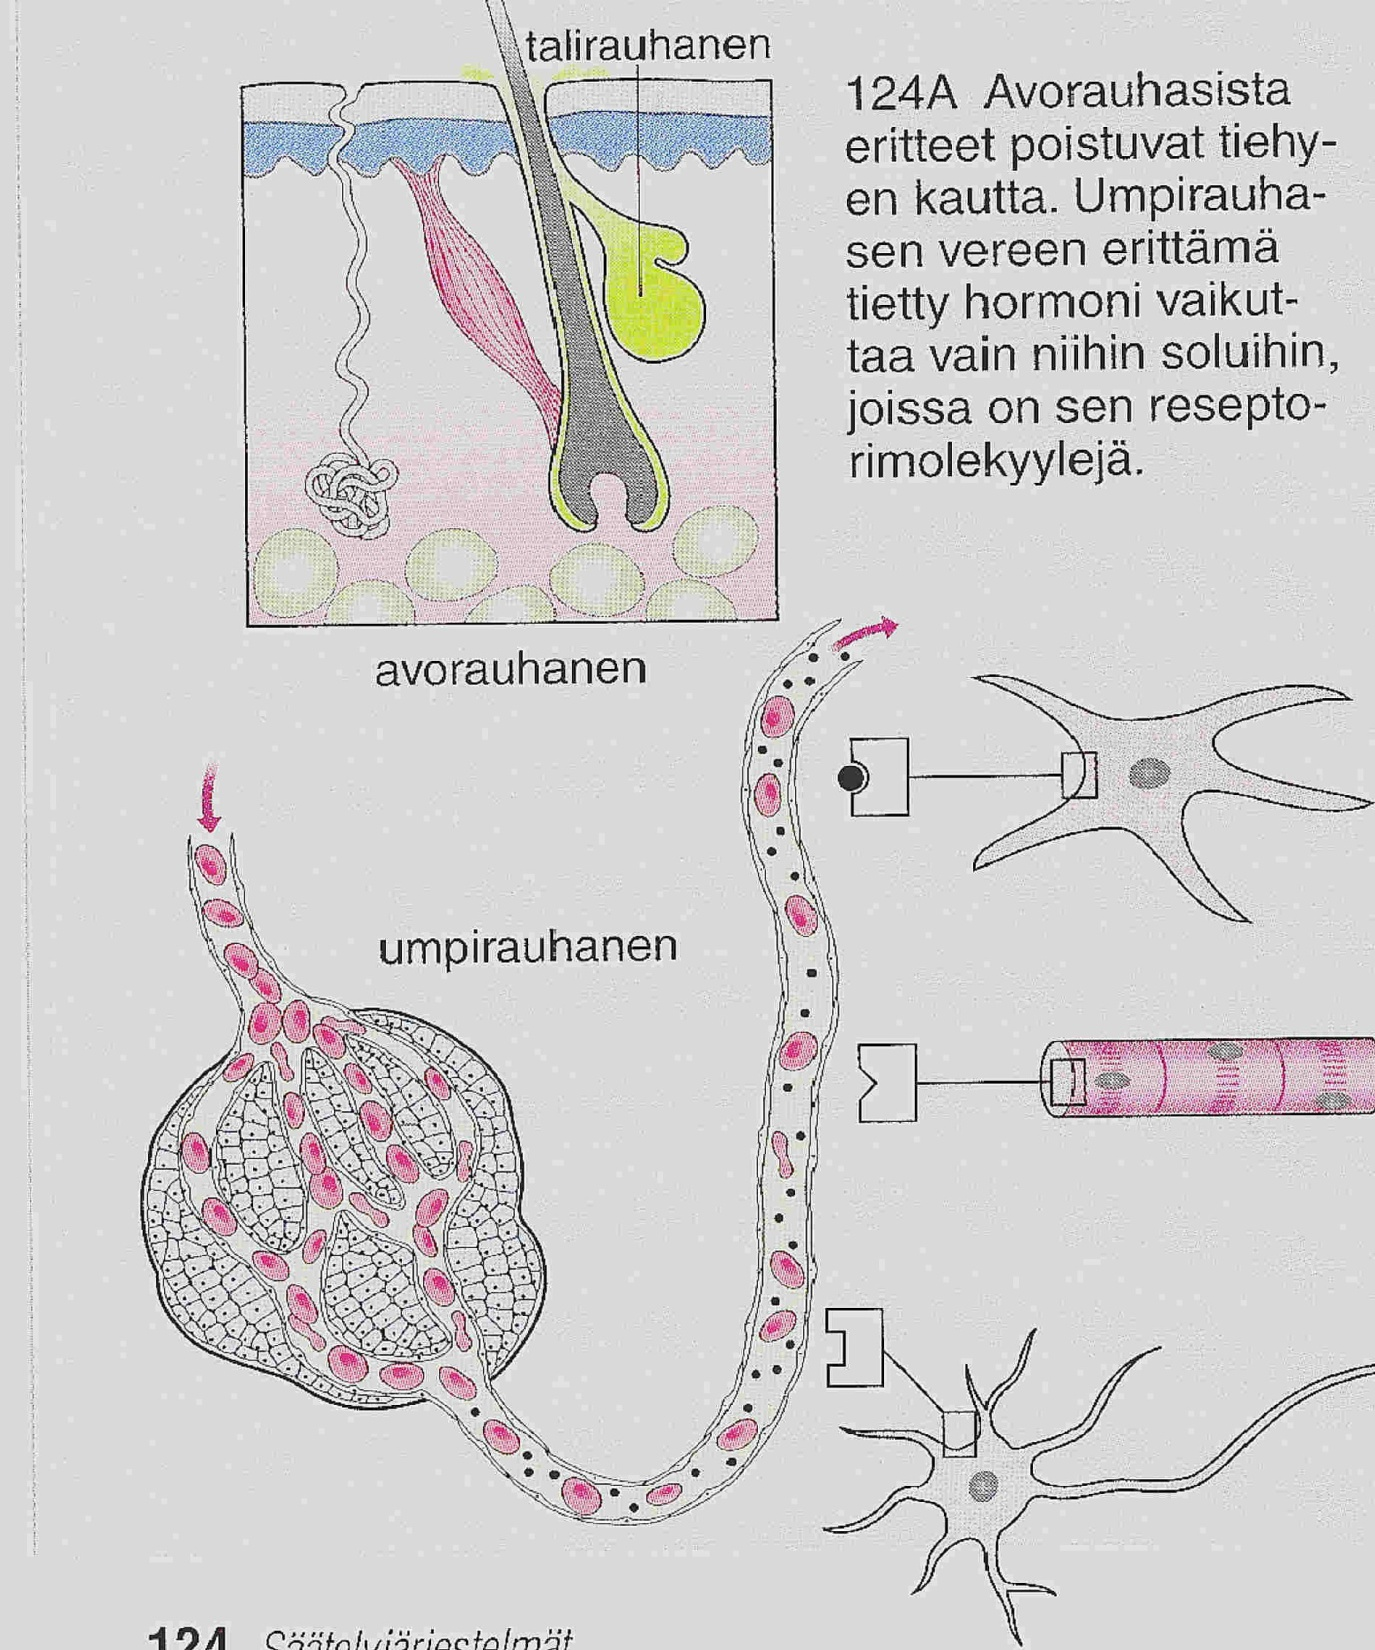 talirauhanen
124A Avorauhasista
eritteet poistuvat tiehy-
en kautta. Umpirauha-
sen vereen erittämä
tietty hormoni vaikut-
taa vain niihin soluihin,
joissa on sen resepto-
rimolekyylejä.
avorauhanen
umpirauhanen
124 Säätelyjärjestelmät